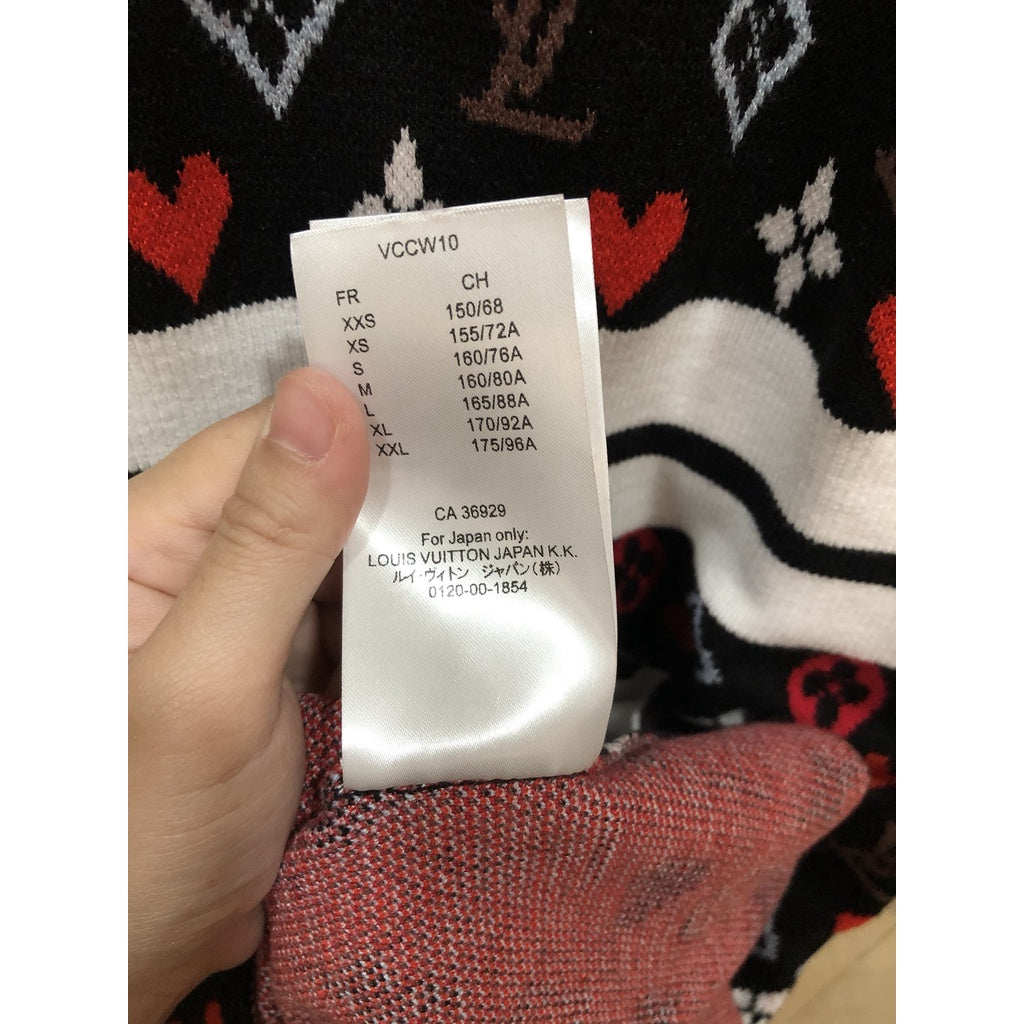 VCCW10
FR CH
XXS 150/68
XS 155/72A
S 160/76A
M 160/80A
L 165/88A
XL 170/92A
XXL 175/96A
CA 36929
For Japan only:
LOUIS VUITTON JAPAN K.K.
ルイ・ヴィトン ジャパン(株)
0120-00-1854